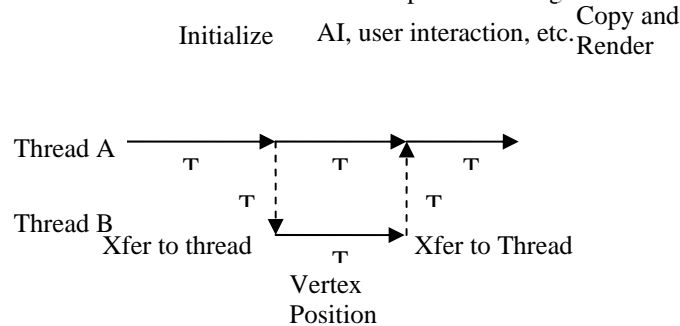 Copy and
Initialize AI, user interaction, etc. Render
Thread A
T T T
T T
Thread B
Xfer to thread Xfer to Thread
T
Vertex
Position